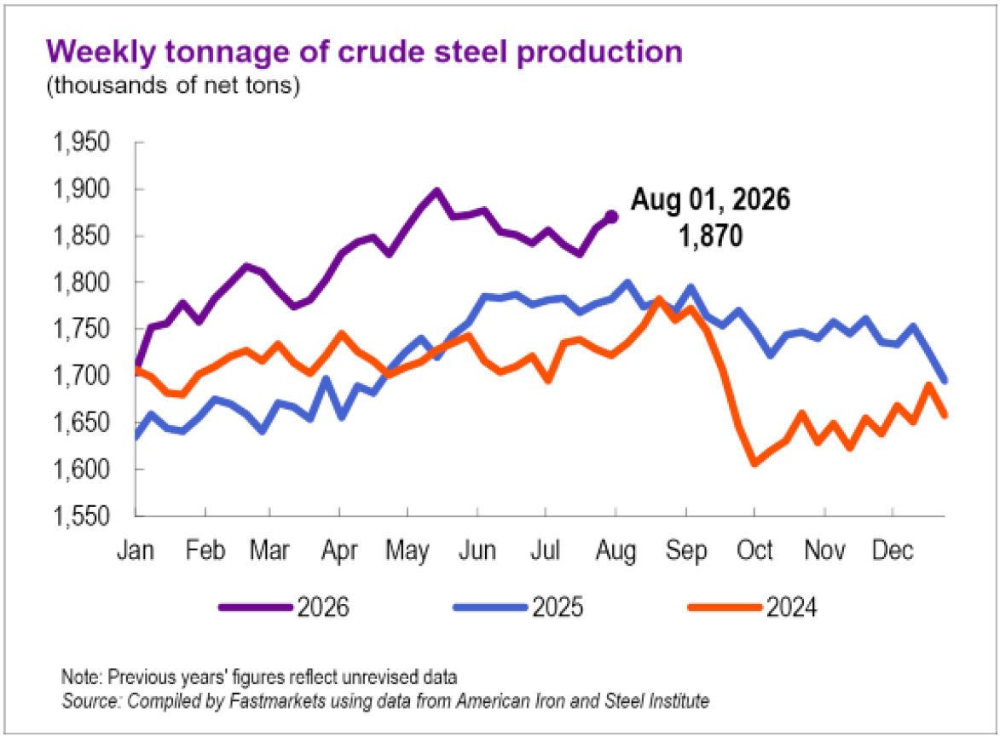 Weekly tonnage of crude steel production
(thousands of net tons)
1,950
1,900
1,850
1,800
1,750
1,700
1,650
1,600
1,550
Aug 01, 2026
1,870
Jan Feb Mar Apr May Jun Jul Aug Sep Oct Nov Dec
2026 2025 2024
Note: Previous years' figures reflect unrevised data
Source: Compiled by Fastmarkets using data from American Iron and Steel Institute